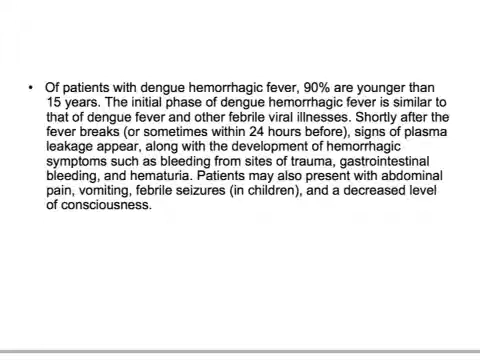 • Of patients with dengue hemorrhagic fever, 90% are younger than
15 years. The initial phase of dengue hemorrhagic fever is similar to
that of dengue fever and other febrile viral illnesses. Shortly after the
fever breaks (or sometimes within 24 hours before), signs of plasma
leakage appear, along with the development of hemorrhagic
symptoms such as bleeding from sites of trauma, gastrointestinal
bleeding, and hematuria. Patients may also present with abdominal
pain, vomiting, febrile seizures (in children), and a decreased level
of consciousness.